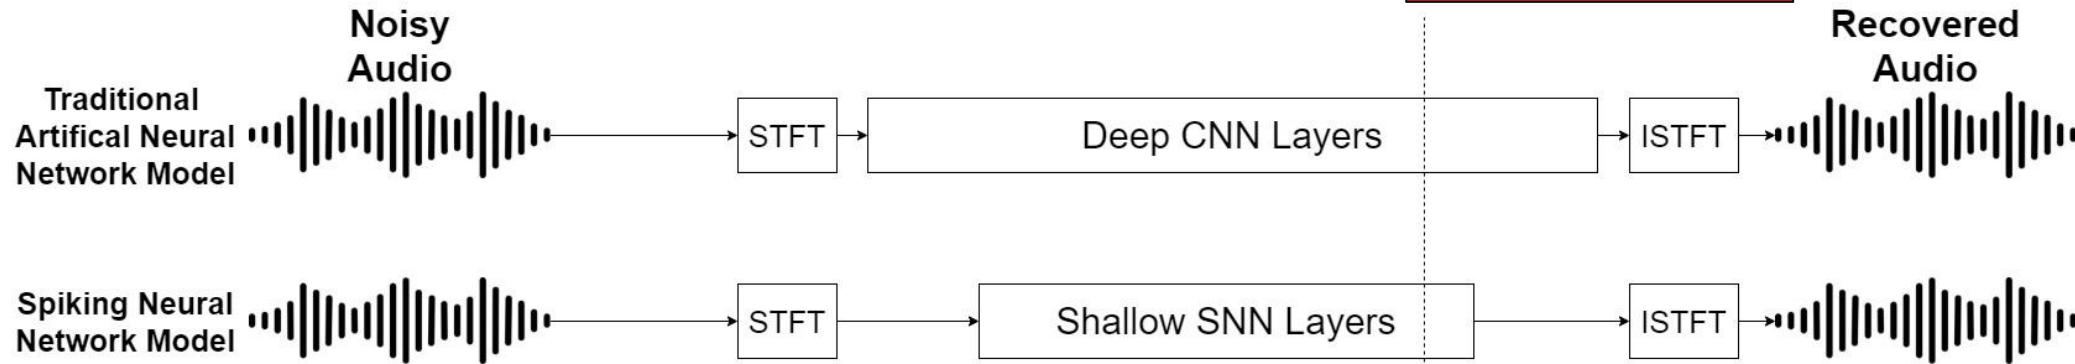 Noisy
Audio
Recovered
Audio
Traditional
Artifical Neural
Network Model
STFT
Deep CNN Layers
ISTFT
Spiking Neural
Network Model
STFT
Shallow SNN Layers
ISTFT